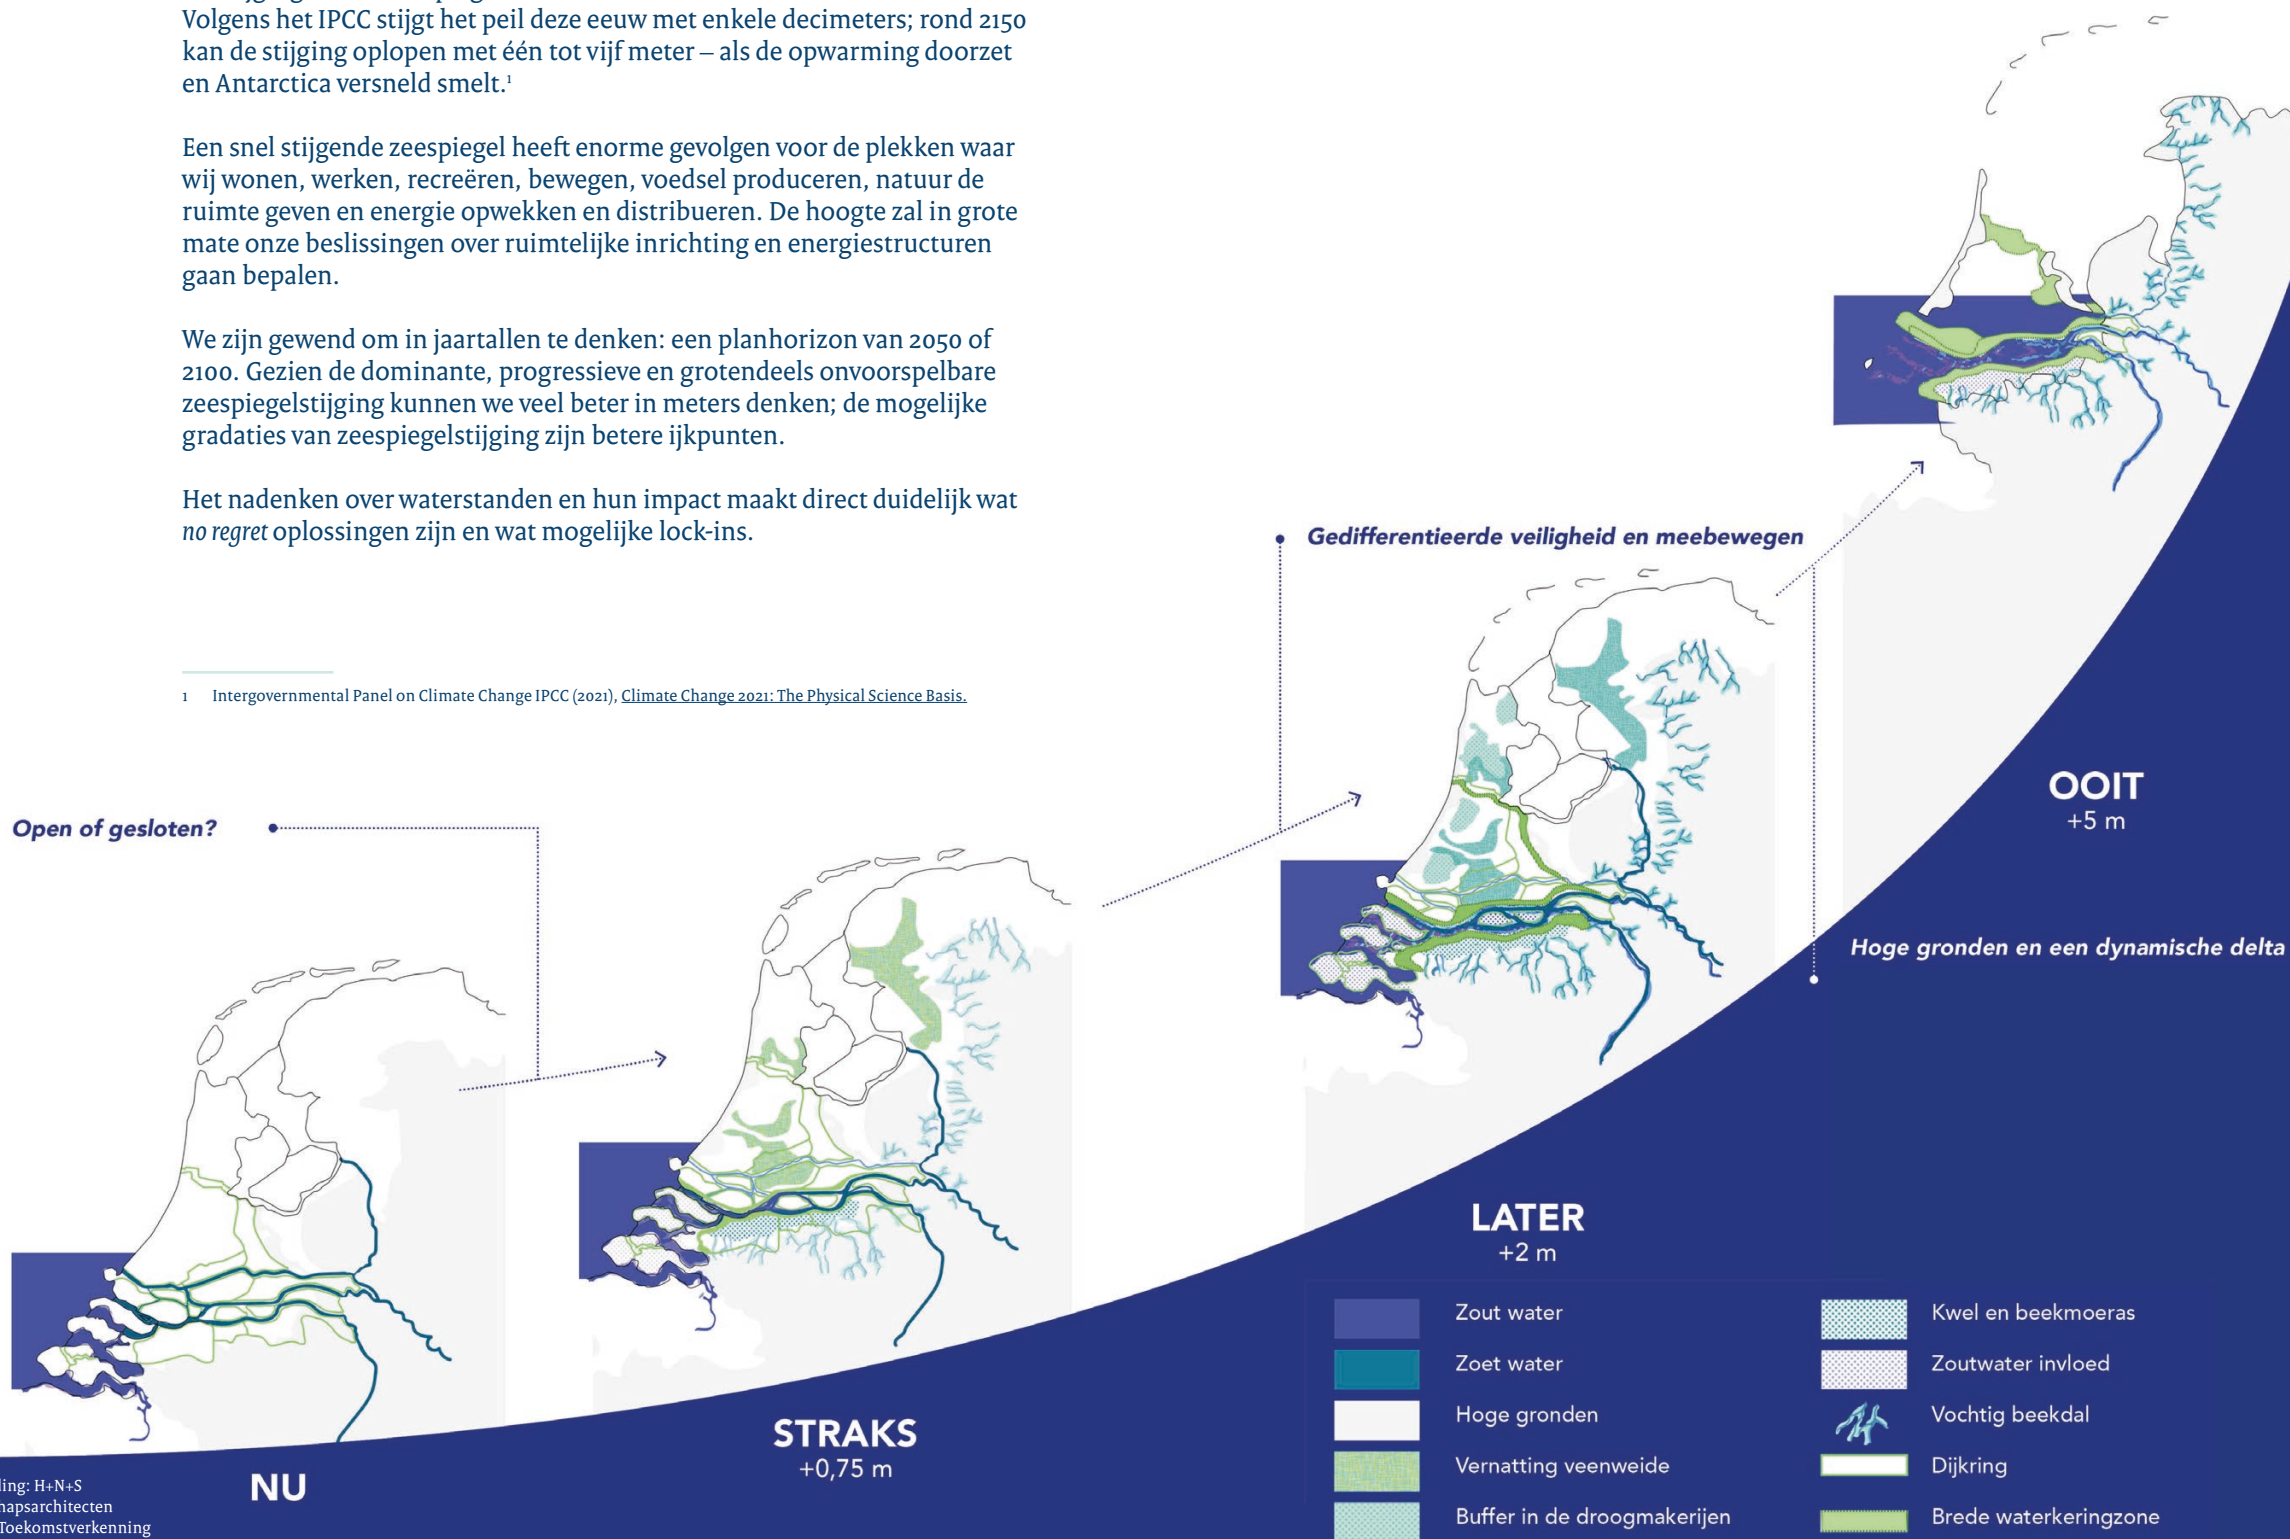 Volgens het IPCC stijgt het peil deze eeuw met enkele decimeters; rond 2150
kan de stijging oplopen met één tot vijf meter – als de opwarming doorzet
en Antarctica versneld smelt.¹
Een snel stijgende zeespiegel heeft enorme gevolgen voor de plekken waar
wij wonen, werken, recreëren, bewegen, voedsel produceren, natuur de
ruimte geven en energie opwekken en distribueren. De hoogte zal in grote
mate onze beslissingen over ruimtelijke inrichting en energiestructuren
gaan bepalen.
We zijn gewend om in jaartallen te denken: een planhorizon van 2050 of
2100. Gezien de dominante, progressieve en grotendeels onvoorspelbare
zeespiegelstijging kunnen we veel beter in meters denken; de mogelijke
gradaties van zeespiegelstijging zijn betere ijkpunten.
Het nadenken over waterstanden en hun impact maakt direct duidelijk wat
no regret oplossingen zijn en wat mogelijke lock-ins.
1 Intergovernmental Panel on Climate Change IPCC (2021), Climate Change 2021: The Physical Science Basis.
Gedifferentieerde veiligheid en meebewegen
Open of gesloten?
OOIT
+5 m
Hoge gronden en een dynamische delta
LATER
+2 m
STRAKS
+0,75 m
NU
Zout water
Zoet water
Hoge gronden
Vernatting veenweide
Buffer in de droogmakerijen
Kwel en beekmoeras
Zoutwater invloed
Vochtig beekdal
Dijkring
Brede waterkeringzone
ling: H+N+S
hapsarchitecten
Toekomstverkenning